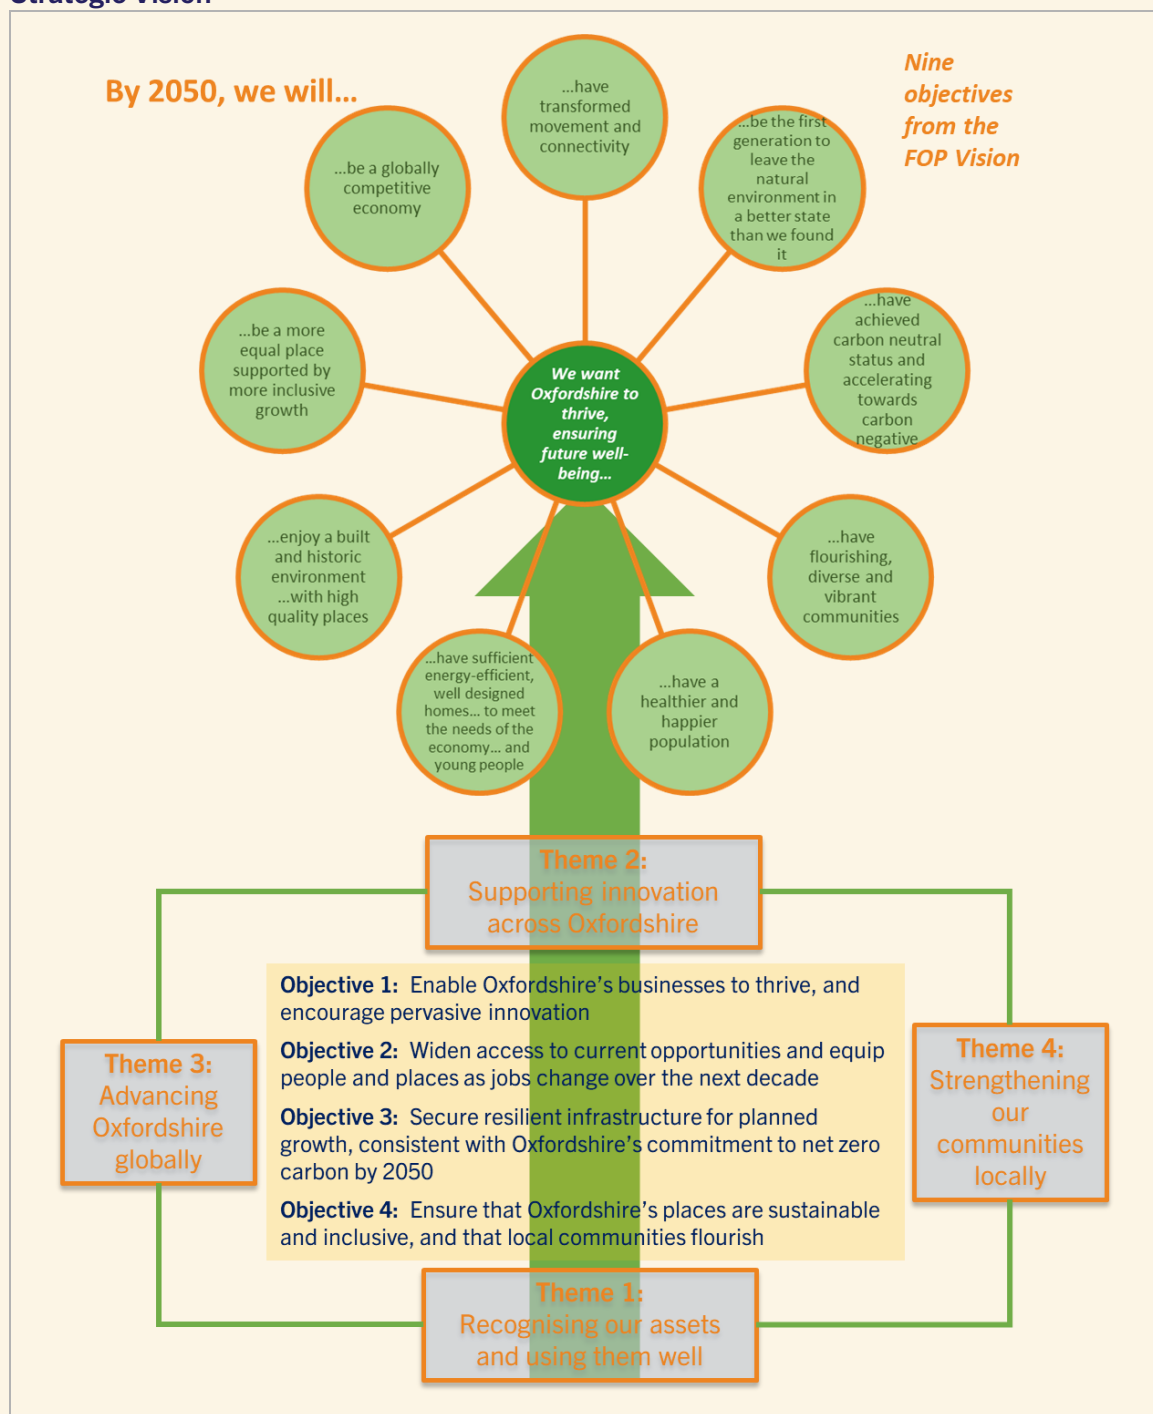 Strategic Vision
By 2050, we will...
Nine
objectives
from the
FOP Vision
...have
transformed
movement and
connectivity
...be the first
generation to
leave the
natural
environment in
a better state
than we found
it
...have
achieved
carbon neutral
status and
accelerating
towards
carbon
negative
...have
flourishing,
diverse and
vibrant
communities
...have a
healthier and
happier
population
...have sufficient
energy-efficient,
well designed
homes... to meet
the needs of the
economy... and
young people
...enjoy a built
and historic
environment
...with high
quality places
...be a more
equal place
supported by
more inclusive
growth
...be a globally
competitive
economy
We want
Oxfordshire to
thrive,
ensuring
future well-
being...
Theme 2:
Supporting innovation
across Oxfordshire
Theme 3:
Advancing
Oxfordshire
globally
Objective 1: Enable Oxfordshire's businesses to thrive, and
encourage pervasive innovation
Objective 2: Widen access to current opportunities and equip
people and places as jobs change over the next decade
Objective 3: Secure resilient infrastructure for planned
growth, consistent with Oxfordshire's commitment to net zero
carbon by 2050
Objective 4: Ensure that Oxfordshire's places are sustainable
and inclusive, and that local communities flourish
Theme 4:
Strengthening
our
communities
locally
Theme 1:
Recognising our assets
and using them well